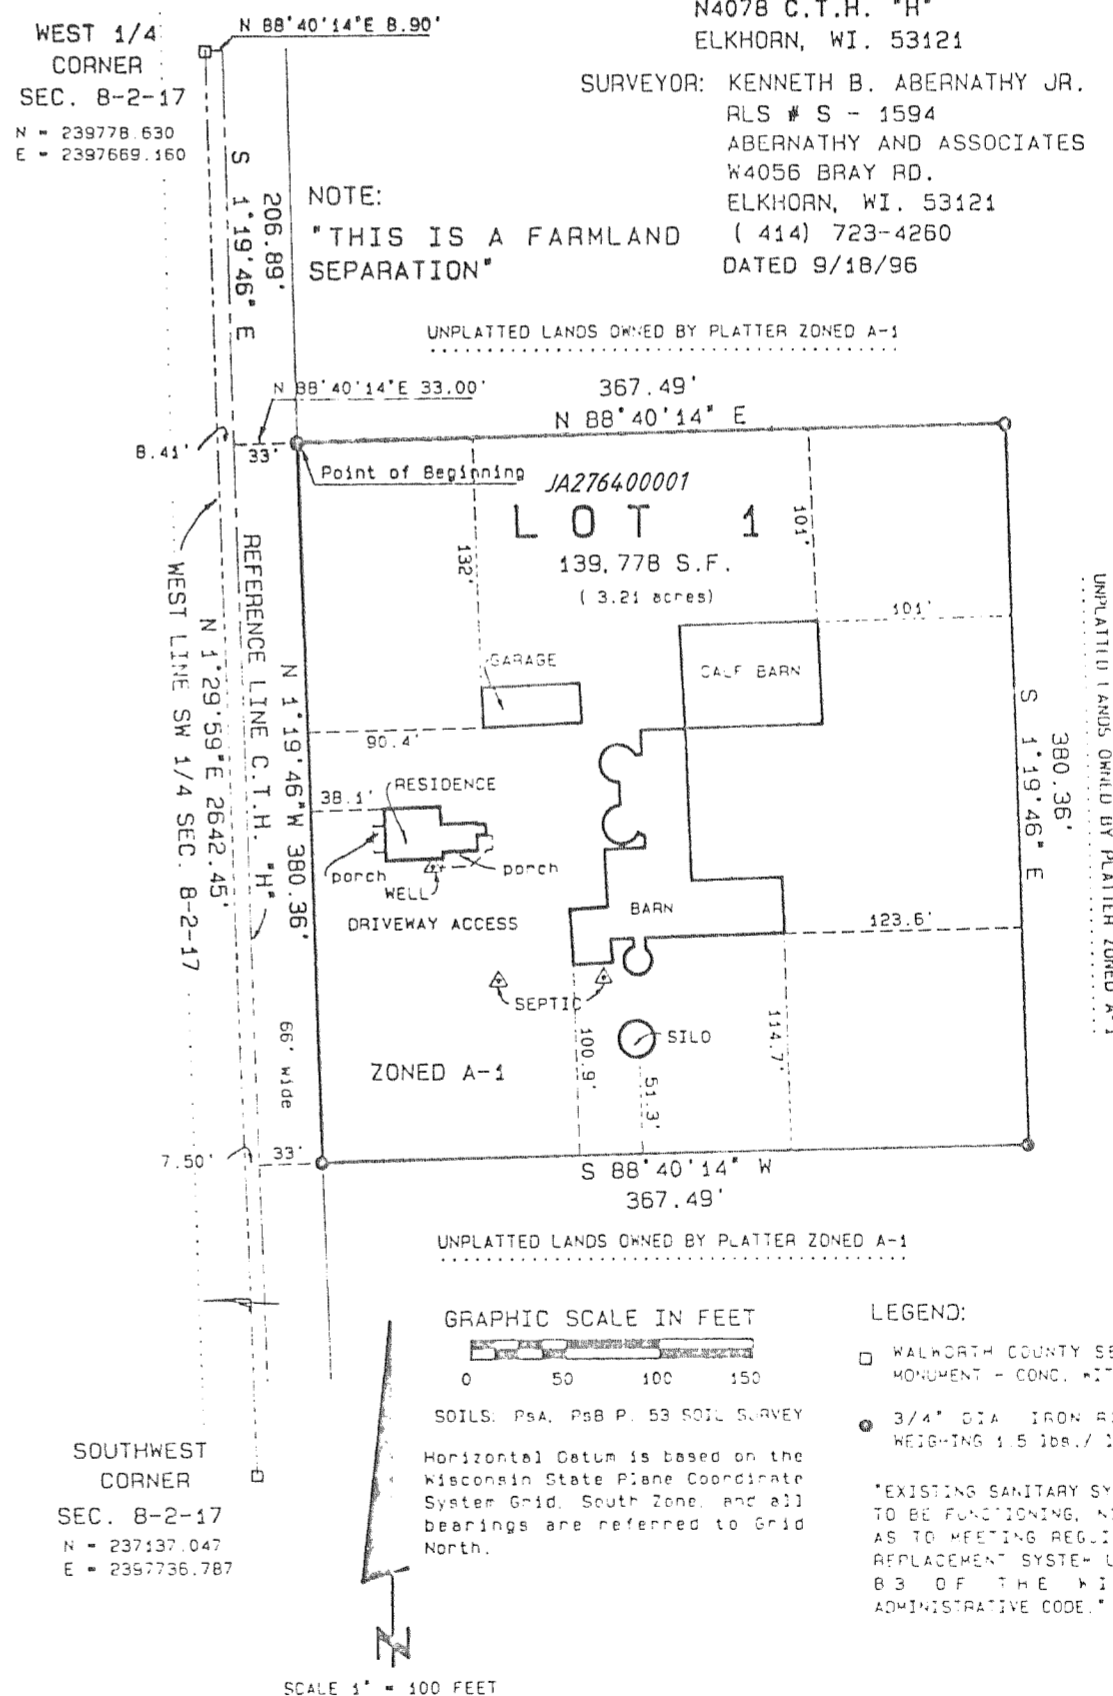 N4078 C.T.H. "H"
ELKHORN, WI. 53121
SURVEYOR: KENNETH B. ABERNATHY JR.
RLS # S - 1594
ABERNATHY AND ASSOCIATES
W4056 BRAY RD.
ELKHORN, WI. 53121
( 414) 723-4260
DATED 9/18/96
WEST 1/4
CORNER
SEC. 8-2-17
N = 239778.630
E = 2397669.160
N 88°40'14"E 8.90'
S 1°19'46" E
206.89'
NOTE:
"THIS IS A FARMLAND
SEPARATION"
UNPLATTED LANDS OWNED BY PLATTER ZONED A-1
N 88°40'14"E 33.00'
367.49'
N 88°40'14" E
8.41'
33'
Point of Beginning
JA276400001
LOT 1
139,778 S.F.
( 3.21 acres)
132'
101'
101'
GARAGE
CALF BARN
90.4'
38.1'
RESIDENCE
porch
porch
WELL
DRIVEWAY ACCESS
BARN
123.6'
SEPTIC
SILO
100.9'
51.3'
114.7'
ZONED A-1
WEST LINE SW 1/4 SEC. 8-2-17
N 1°29'59"E 2642.45'
REFERENCE LINE C.T.H. "H"
N 1°19'46"W 380.36'
66' wide
S 1°19'46" E
380.36'
UNPLATTED LANDS OWNED BY PLATTER ZONED A-1
7.50'
33'
S 88°40'14" W
367.49'
UNPLATTED LANDS OWNED BY PLATTER ZONED A-1
GRAPHIC SCALE IN FEET
0 50 100 150
SOILS: PsA, PsB P. 53 SOIL SURVEY
Horizontal Datum is based on the
Wisconsin State Plane Coordinate
System Grid, South Zone, and all
bearings are referred to Grid
North.
LEGEND:
WALWORTH COUNTY
MONUMENT - CONC.
3/4" DIA IRON
WEIGHING 1.5 lbs./
"EXISTING SANITARY
TO BE FUNCTIONING,
AS TO MEETING
REPLACEMENT SYSTEM
83 OF THE
ADMINISTRATIVE CODE."
SOUTHWEST
CORNER
SEC. 8-2-17
N = 237137.047
E = 2397736.787
N
SCALE 1" = 100 FEET